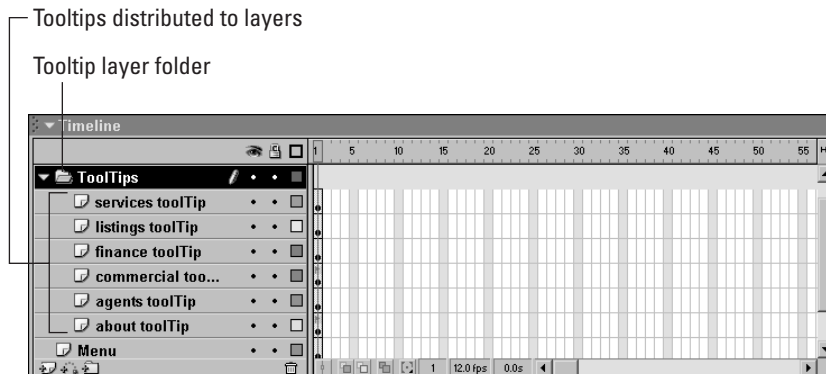 Tooltips distributed to layers
Tooltip layer folder
Timeline
1 5 10 15 20 25 30 35 40 45 50 55 H
ToolTips
services toolTip
listings toolTip
finance toolTip
commercial too...
agents toolTip
about toolTip
Menu
1 12.0 fps 0.0s